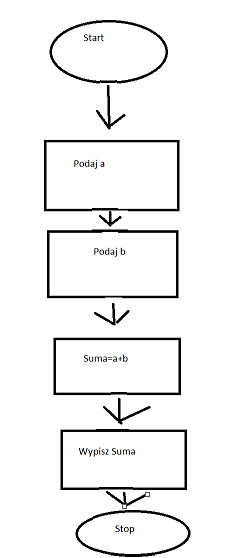 Start
Podaj a
Podaj b
Suma=a+b
Wypisz Suma
Stop